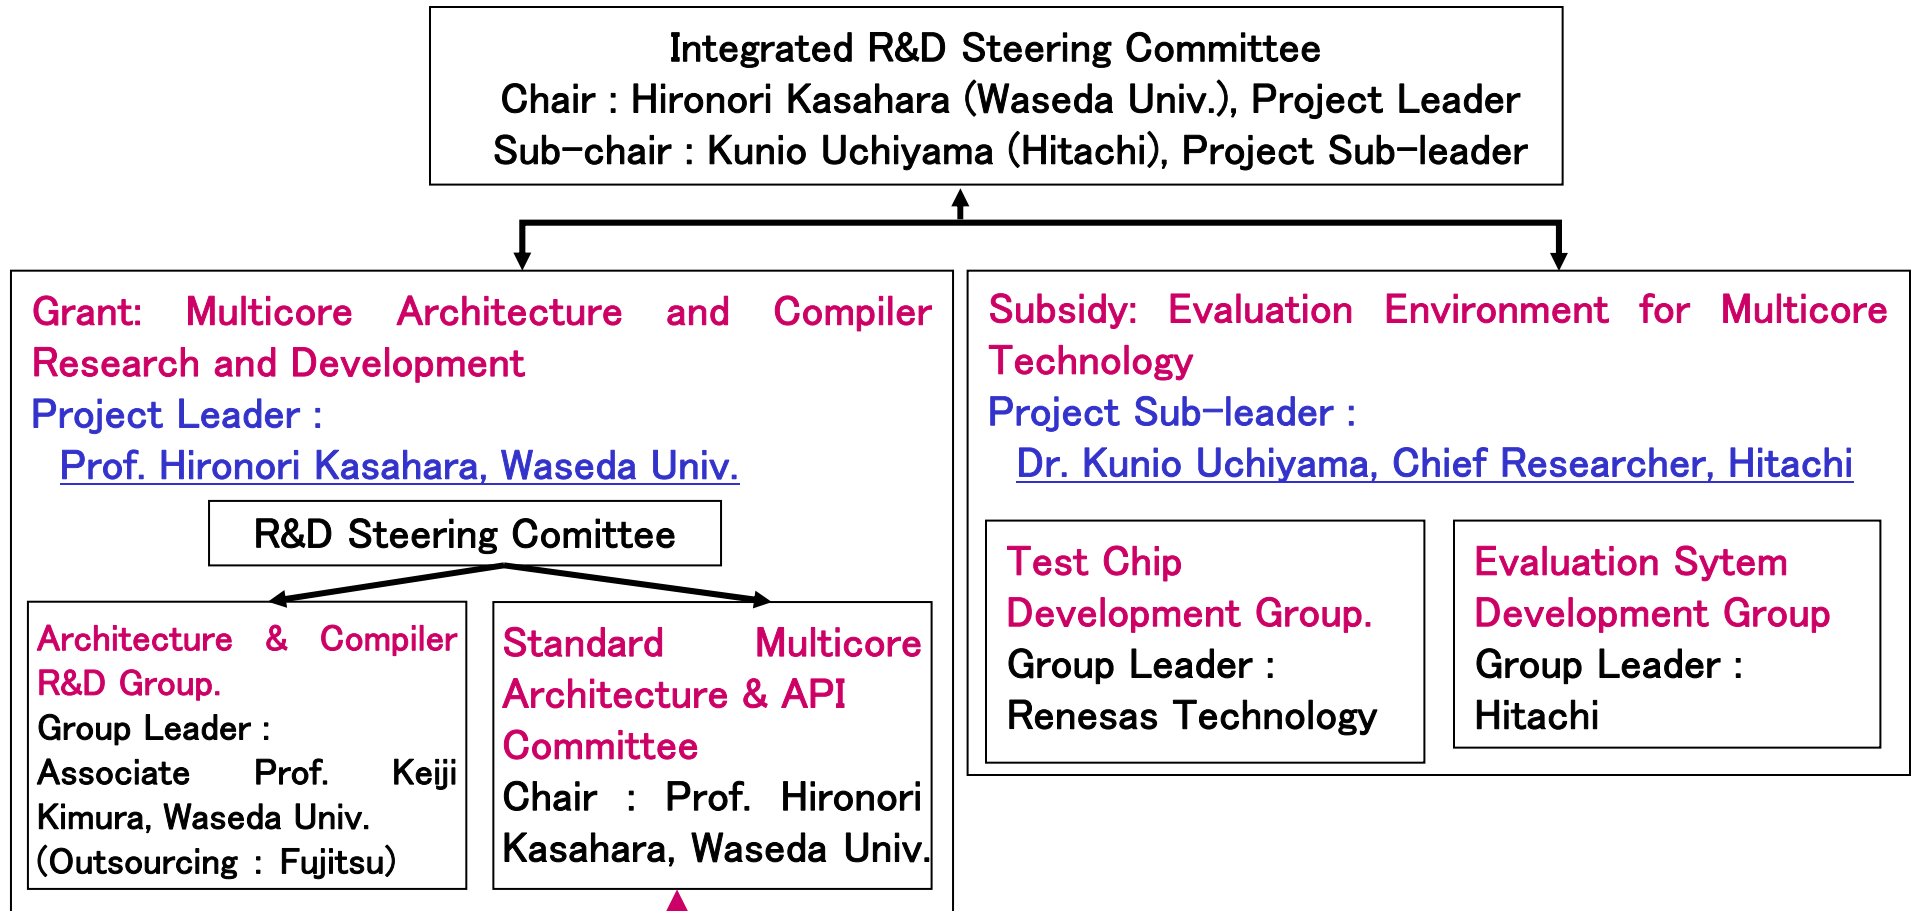 Integrated R&D Steering Committee
Chair : Hironori Kasahara (Waseda Univ.), Project Leader
Sub-chair : Kunio Uchiyama (Hitachi), Project Sub-leader
Grant: Multicore Architecture and Compiler
Research and Development
Project Leader :
Prof. Hironori Kasahara, Waseda Univ.
R&D Steering Comittee
Architecture & Compiler
R&D Group.
Group Leader :
Associate Prof. Keiji
Kimura, Waseda Univ.
(Outsourcing : Fujitsu)
Standard Multicore
Architecture & API
Committee
Chair : Prof. Hironori
Kasahara, Waseda Univ.
Subsidy: Evaluation Environment for Multicore
Technology
Project Sub-leader :
Dr. Kunio Uchiyama, Chief Researcher, Hitachi
Test Chip
Development Group.
Group Leader :
Renesas Technology
Evaluation Sytem
Development Group
Group Leader :
Hitachi